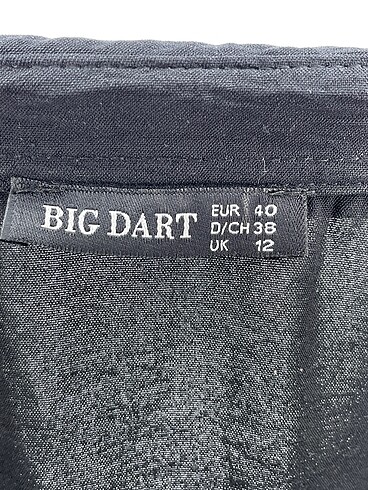 BIG DART
EUR 40
D/CH 38
UK 12